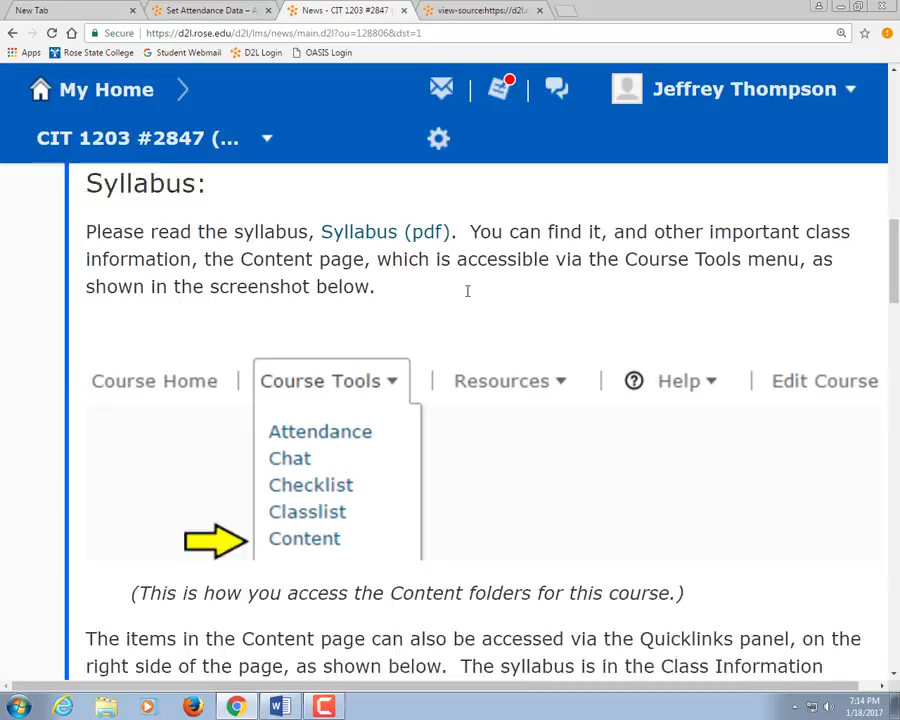 New Tab
Set Attendance Data – A
News - CIT 1203 #2847
view-source:https://d2l.
Secure
https://d2l.rose.edu/d2l/lms/news/main.d2l?ou=128806&dst=1
Apps
Rose State College
Student Webmail
D2L Login
OASIS Login
My Home
Jeffrey Thompson
CIT 1203 #2847 (...
Syllabus:
Please read the syllabus, Syllabus (pdf). You can find it, and other important class
information, the Content page, which is accessible via the Course Tools menu, as
shown in the screenshot below.
Course Home | Course Tools | Resources | Help | Edit Course
Attendance
Chat
Checklist
Classlist
Content
(This is how you access the Content folders for this course.)
The items in the Content page can also be accessed via the Quicklinks panel, on the
right side of the page, as shown below. The syllabus is in the Class Information
7:14 PM
1/18/2017